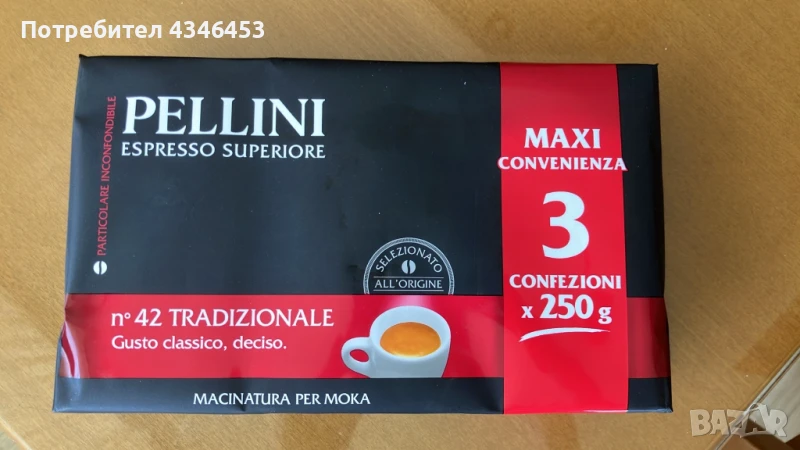 Потребител 4346453
PARTICOLARE INCONFONDIBILE
PELLINI
ESPRESSO SUPERIORE
MAXI
CONVENIENZA
3
CONFEZIONI
x 250 g
SELEZIONATO
ALL'ORIGINE
n° 42 TRADIZIONALE
Gusto classico, deciso.
MACINATURA PER MOKA
BAZAR